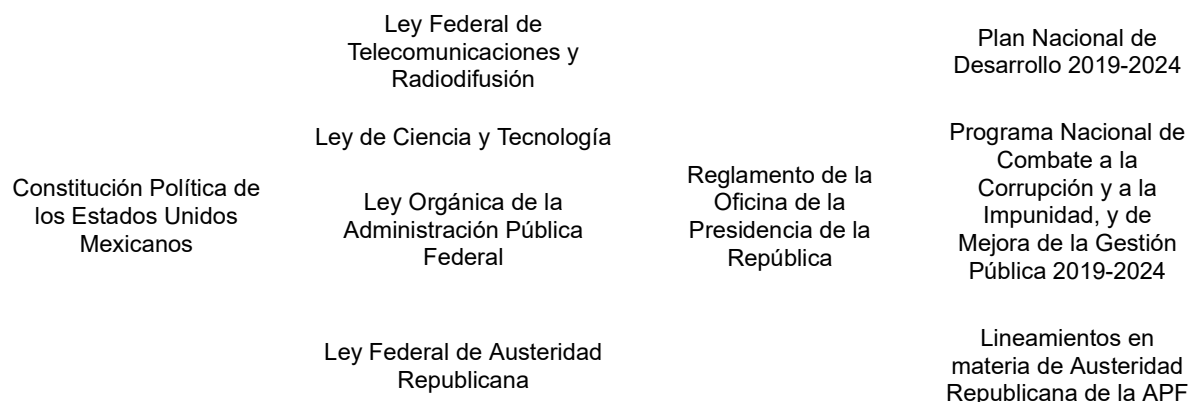 Constitución Política de
los Estados Unidos
Mexicanos
Ley Federal de
Telecomunicaciones y
Radiodifusión
Ley de Ciencia y Tecnología
Ley Orgánica de la
Administración Pública
Federal
Ley Federal de Austeridad
Republicana
Reglamento de la
Oficina de la
Presidencia de la
República
Plan Nacional de
Desarrollo 2019-2024
Programa Nacional de
Combate a la
Corrupción y a la
Impunidad, y de
Mejora de la Gestión
Pública 2019-2024
Lineamientos en
materia de Austeridad
Republicana de la APF